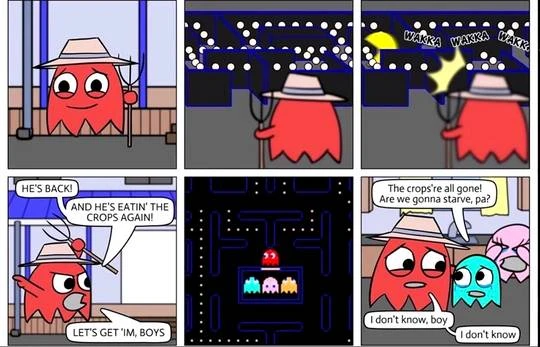 WAKKA WAKKA WAKKA
HE'S BACK!
AND HE'S EATIN' THE
CROPS AGAIN!
LET'S GET 'IM, BOYS
The crops're all gone!
Are we gonna starve, pa?
I don't know, boy
I don't know